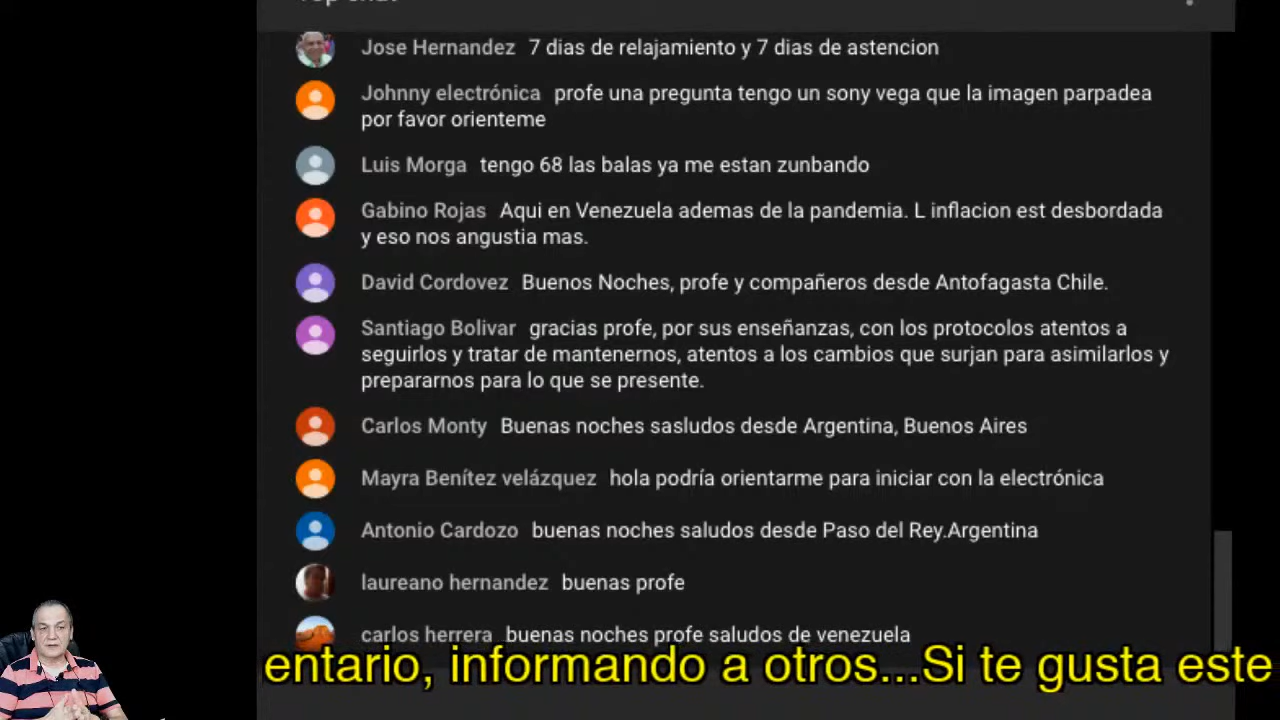 Top chat
Jose Hernandez 7 dias de relajamiento y 7 dias de astencion
Johnny electrónica profe una pregunta tengo un sony vega que la imagen parpadea
por favor orienteme
Luis Morga tengo 68 las balas ya me estan zunbando
Gabino Rojas Aqui en Venezuela ademas de la pandemia. L inflacion est desbordada
y eso nos angustia mas.
David Cordovez Buenos Noches, profe y compañeros desde Antofagasta Chile.
Santiago Bolivar gracias profe, por sus enseñanzas, con los protocolos atentos a
seguirlos y tratar de mantenernos, atentos a los cambios que surjan para asimilarlos y
prepararnos para lo que se presente.
Carlos Monty Buenas noches sasludos desde Argentina, Buenos Aires
Mayra Benítez velázquez hola podría orientarme para iniciar con la electrónica
Antonio Cardozo buenas noches saludos desde Paso del Rey.Argentina
laureano hernandez buenas profe
carlos herrera buenas noches profe saludos de venezuela
entario, informando a otros...Si te gusta este